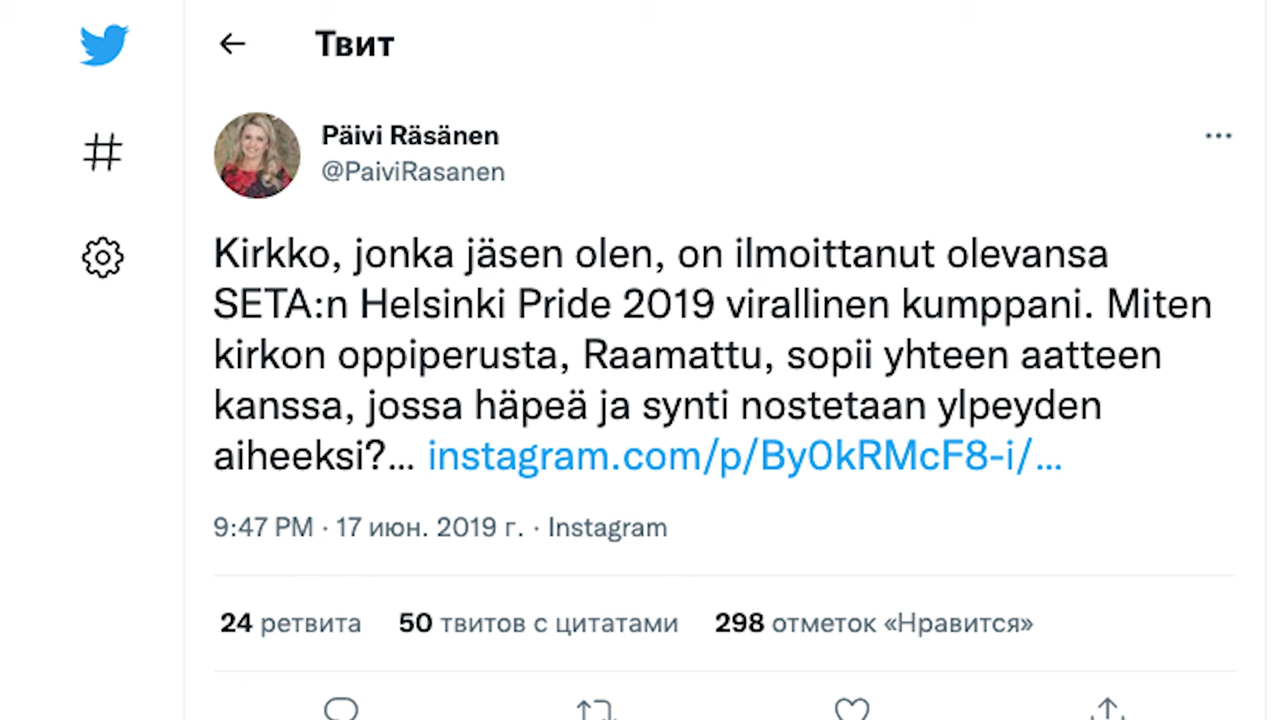 Твит
Päivi Räsänen
@PaiviRasanen
Kirkko, jonka jäsen olen, on ilmoittanut olevansa
SETA:n Helsinki Pride 2019 virallinen kumppani. Miten
kirkon oppiperusta, Raamattu, sopii yhteen aatteen
kanssa, jossa häpeä ja synti nostetaan ylpeyden
aiheeksi?... instagram.com/p/By0kRMcF8-i/...
9:47 PM · 17 июн. 2019 г. · Instagram
24 ретвита 50 твитов с цитатами 298 отметок «Нравится»